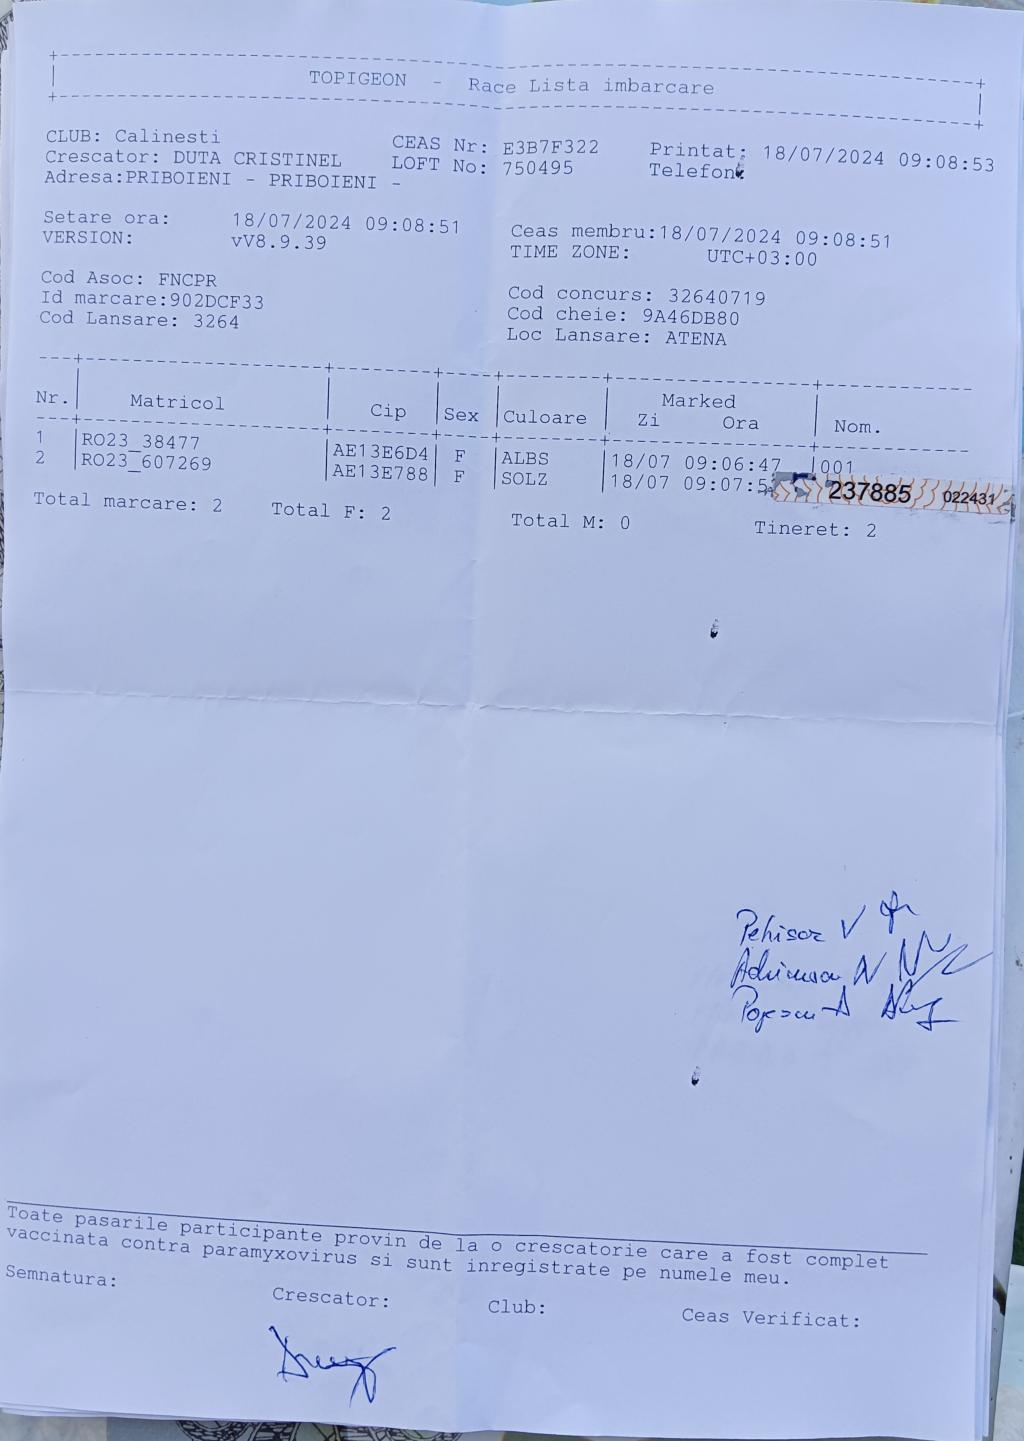 TOPIGEON - Race Lista imbarcare
CLUB: Calinesti CEAS Nr: E3B7F322 Printat: 18/07/2024 09:08:53
Crescator: DUTA CRISTINEL LOFT No: 750495 Telefon:
Adresa:PRIBOIENI - PRIBOIENI -
Setare ora: 18/07/2024 09:08:51 Ceas membru:18/07/2024 09:08:51
VERSION: vV8.9.39 TIME ZONE: UTC+03:00
Cod Asoc: FNCPR Cod concurs: 32640719
Id marcare:902DCF33 Cod cheie: 9A46DB80
Cod Lansare: 3264 Loc Lansare: ATENA
Nr. Matricol Cip Sex Culoare Marked Zi Ora Nom.
1 RO23_38477 AE13E6D4 F ALBS 18/07 09:06:47 001
2 RO23_607269 AE13E788 F SOLZ 18/07 09:07:5
237885 022431
Total marcare: 2 Total F: 2 Total M: 0 Tineret: 2
V
N
A
Toate pasarile participante provin de la o crescatorie care a fost complet
vaccinata contra paramyxovirus si sunt inregistrate pe numele meu.
Semnatura: Crescator: Club: Ceas Verificat: